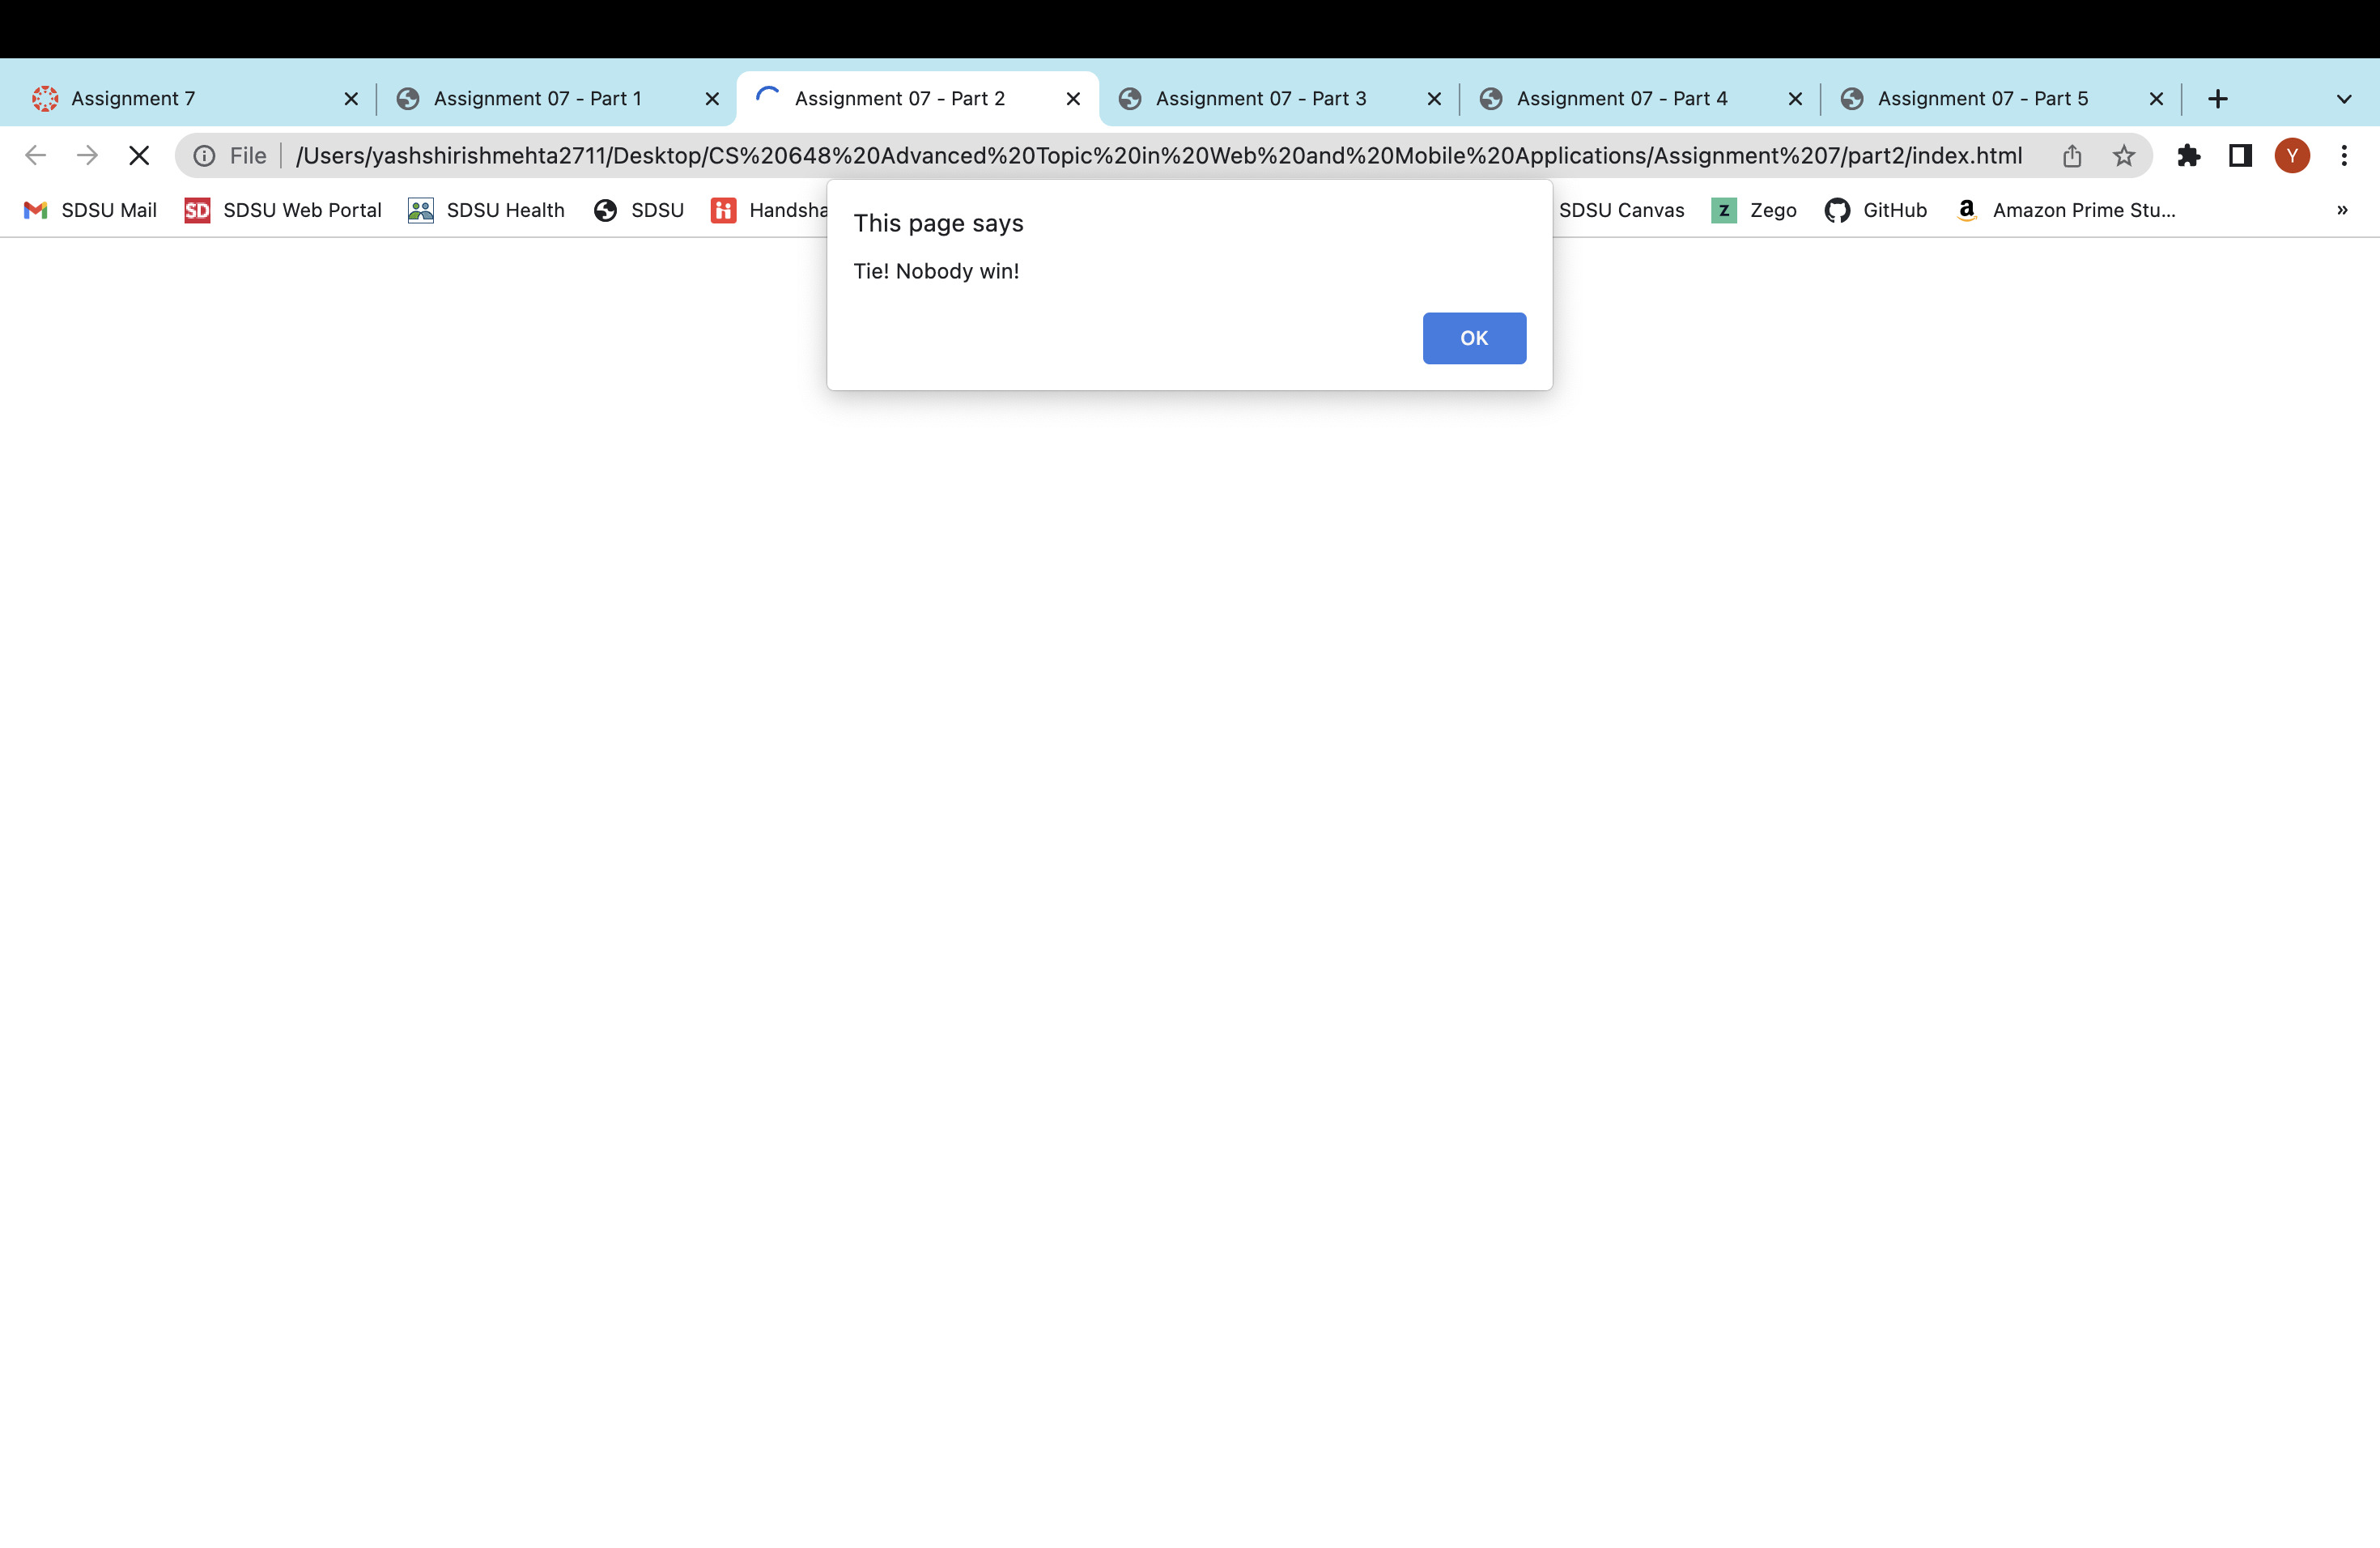 Assignment 7 Assignment 07 - Part 1 Assignment 07 - Part 2 Assignment 07 - Part 3 Assignment 07 - Part 4 Assignment 07 - Part 5
File /Users/yashshirishmehta2711/Desktop/CS%20648%20Advanced%20Topic%20in%20Web%20and%20Mobile%20Applications/Assignment%207/part2/index.html Y
SDSU Mail SD SDSU Web Portal SDSU Health SDSU Handsha SDSU Canvas Z Zego GitHub a Amazon Prime Stu... »
This page says
Tie! Nobody win!
OK